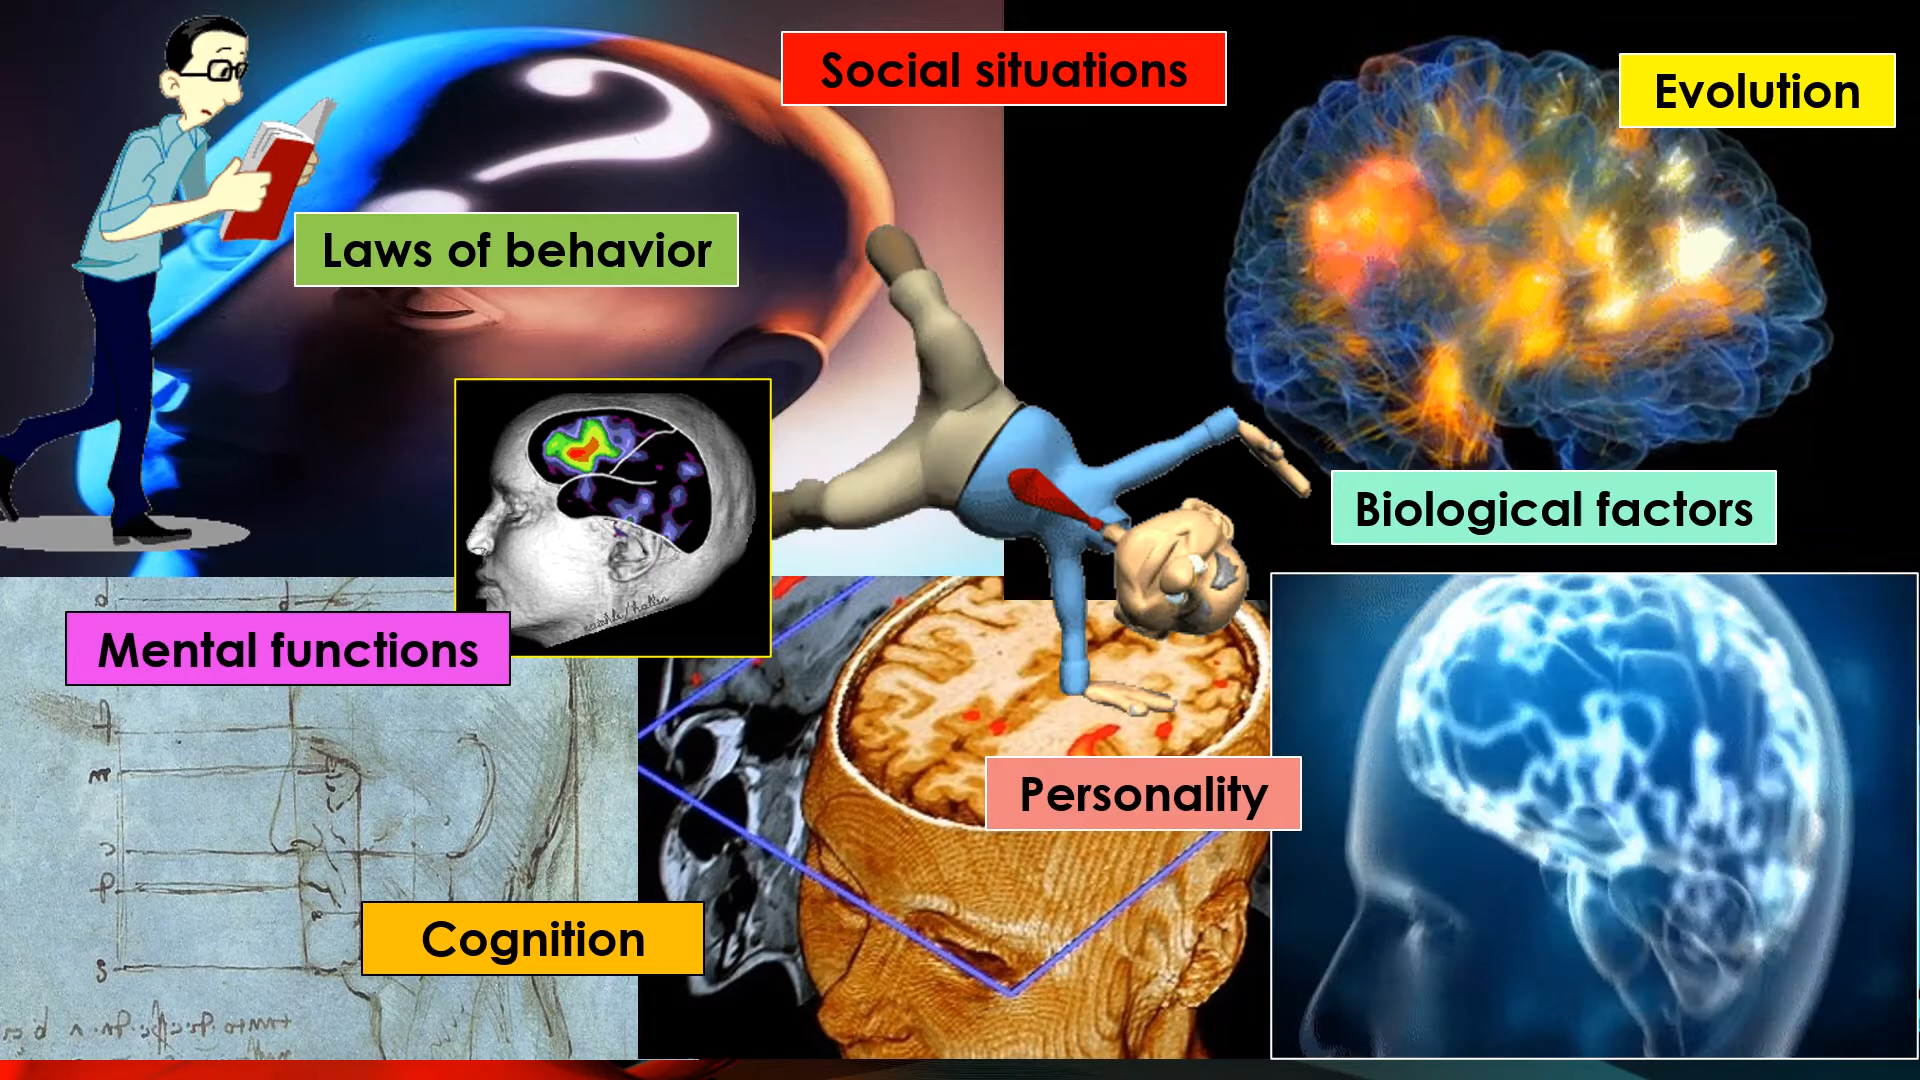 Social situations
Evolution
Laws of behavior
Biological factors
Mental functions
Personality
Cognition